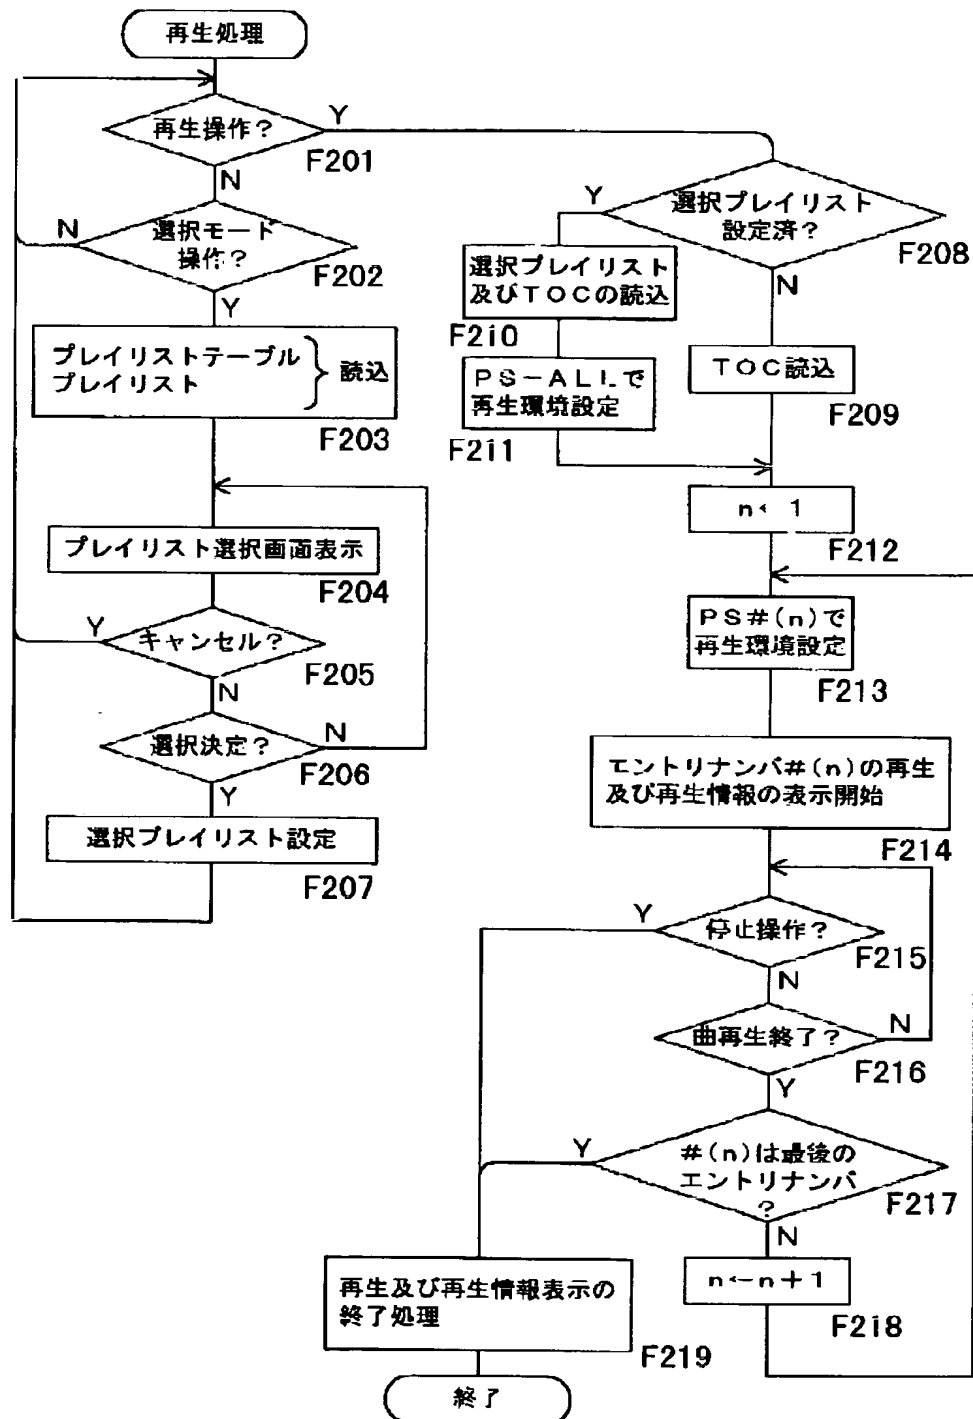 再生処理
再生操作?
Y
F201
N
N
選択モード
操作?
F202
Y
プレイリストテーブル
プレイリスト
読込
F203
プレイリスト選択画面表示
F204
Y
キャンセル?
F205
N
選択決定?
N
F206
Y
選択プレイリスト設定
F207
Y
選択プレイリスト
設定済?
F208
N
選択プレイリスト
及びTOCの読込
F210
TOC読込
F209
PS-ALLで
再生環境設定
F211
n←1
F212
PS#(n)で
再生環境設定
F213
エントリナンバ#(n)の再生
及び再生情報の表示開始
F214
Y
停止操作?
F215
N
曲再生終了?
N
F216
Y
Y
#(n)は最後の
エントリナンバ
?
F217
N
n←n+1
F218
再生及び再生情報表示の
終了処理
F219
終了